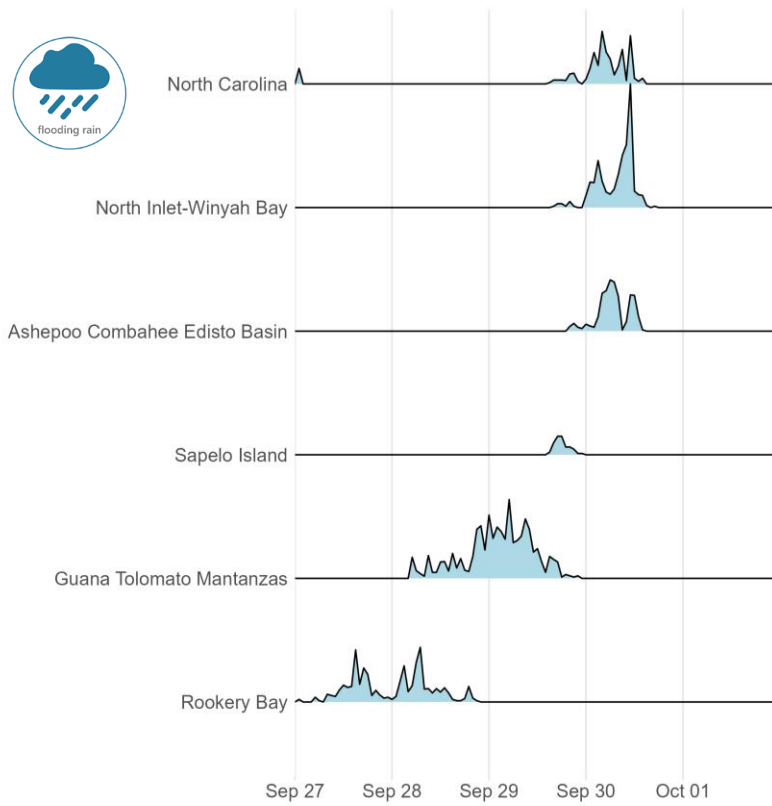 flooding rain
North Carolina
North Inlet-Winyah Bay
Ashepoo Combahee Edisto Basin
Sapelo Island
Guana Tolomato Mantanzas
Rookery Bay
Sep 27 Sep 28 Sep 29 Sep 30 Oct 01